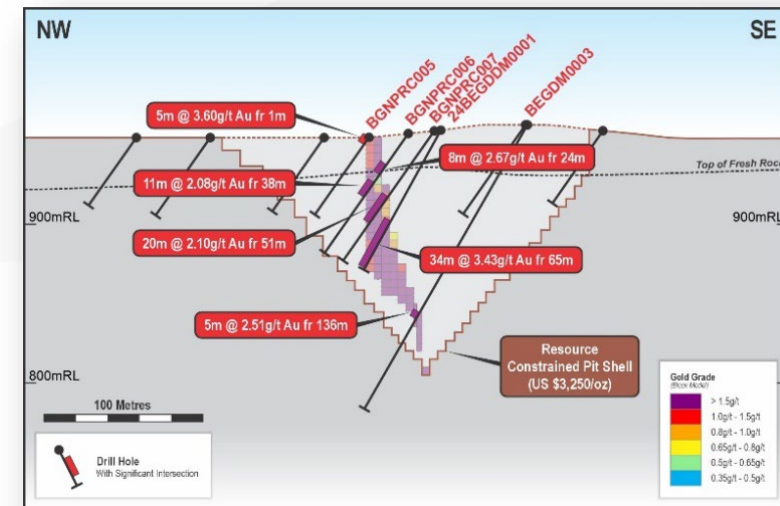 NW
SE
BGNPRC005
BGNPRC006
BGNPRC007
24BEGDDM0001
BEGDM0003
5m @ 3.60g/t Au fr 1m
8m @ 2.67g/t Au fr 24m
Top of Fresh Rock
11m @ 2.08g/t Au fr 38m
900mRL
900mRL
20m @ 2.10g/t Au fr 51m
34m @ 3.43g/t Au fr 65m
5m @ 2.51g/t Au fr 136m
Resource
Constrained Pit Shell
(US $3,250/oz)
800mRL
100 Metres
Drill Hole
With Significant Intersection
Gold Grade
(Block Model)
> 1.5g/t
1.0g/t - 1.5g/t
0.8g/t - 1.0g/t
0.65g/t - 0.8g/t
0.5g/t - 0.65g/t
0.35g/t - 0.5g/t